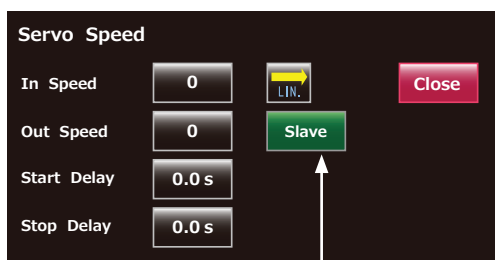 Servo Speed
In Speed 0 LIN. Close
Out Speed 0 Slave
Start Delay 0.0 s
Stop Delay 0.0 s